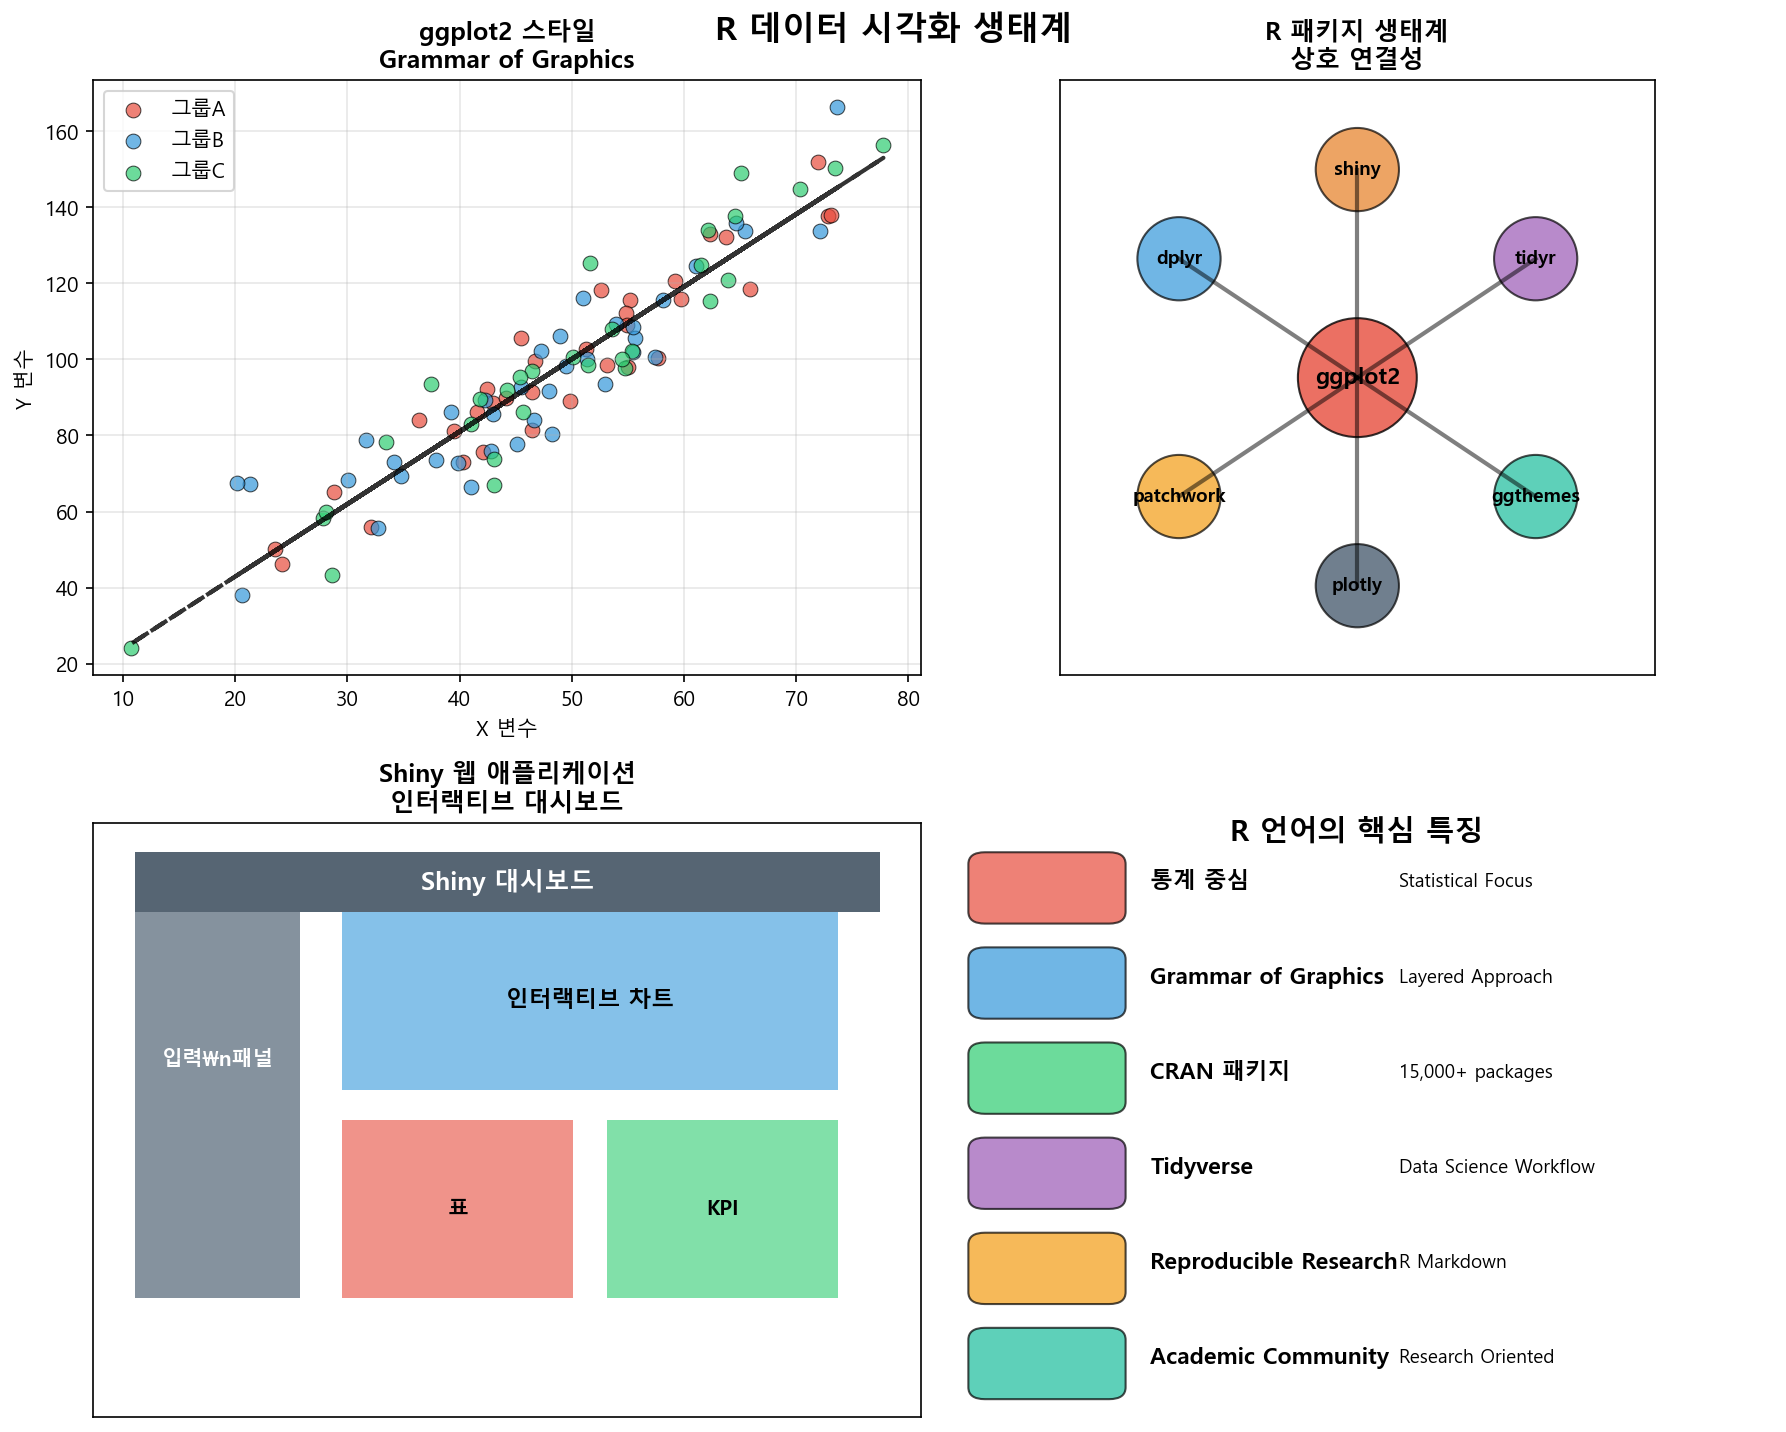 R 데이터 시각화 생태계
ggplot2 스타일
Grammar of Graphics
그룹A
그룹B
그룹C
160
140
120
100
80
60
40
20
Y 변수
10 20 30 40 50 60 70 80
X 변수
R 패키지 생태계
상호 연결성
shiny
dplyr
tidyr
ggplot2
patchwork
ggthemes
plotly
Shiny 웹 애플리케이션
인터랙티브 대시보드
Shiny 대시보드
인터랙티브 차트
입력₩n패널
표
KPI
R 언어의 핵심 특징
통계 중심 Statistical Focus
Grammar of Graphics Layered Approach
CRAN 패키지 15,000+ packages
Tidyverse Data Science Workflow
Reproducible Research R Markdown
Academic Community Research Oriented